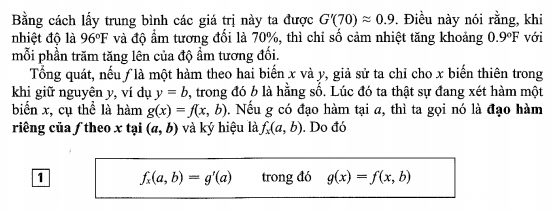 Bằng cách lấy trung bình các giá trị này ta được G'(70) ≈ 0.9. Điều này nói rằng, khi
nhiệt độ là 96°F và độ ẩm tương đối là 70%, thì chỉ số cảm nhiệt tăng khoảng 0.9°F với
mỗi phần trăm tăng lên của độ ẩm tương đối.
Tổng quát, nếu f là một hàm theo hai biến x và y, giả sử ta chỉ cho x biến thiên trong
khi giữ nguyên y, ví dụ y = b, trong đó b là hằng số. Lúc đó ta thật sự đang xét hàm một
biến x, cụ thể là hàm g(x) = f(x, b). Nếu g có đạo hàm tại a, thì ta gọi nó là đạo hàm
riêng của f theo x tại (a, b) và ký hiệu là fₓ(a, b). Do đó
1 fₓ(a, b) = g'(a) trong đó g(x) = f(x, b)